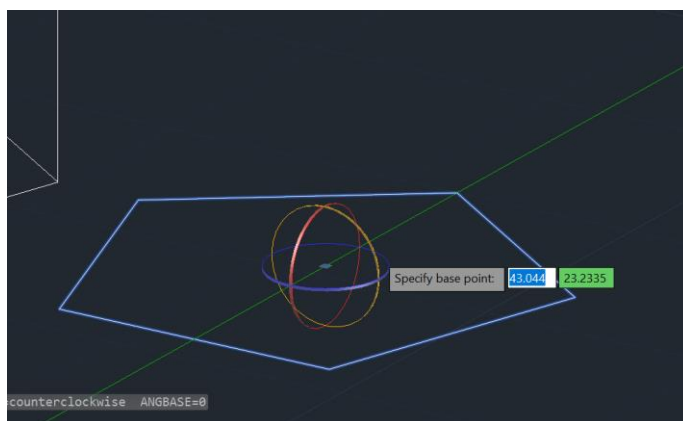 Specify base point: 43.044 23.2335
=counterclockwise ANGBASE=0